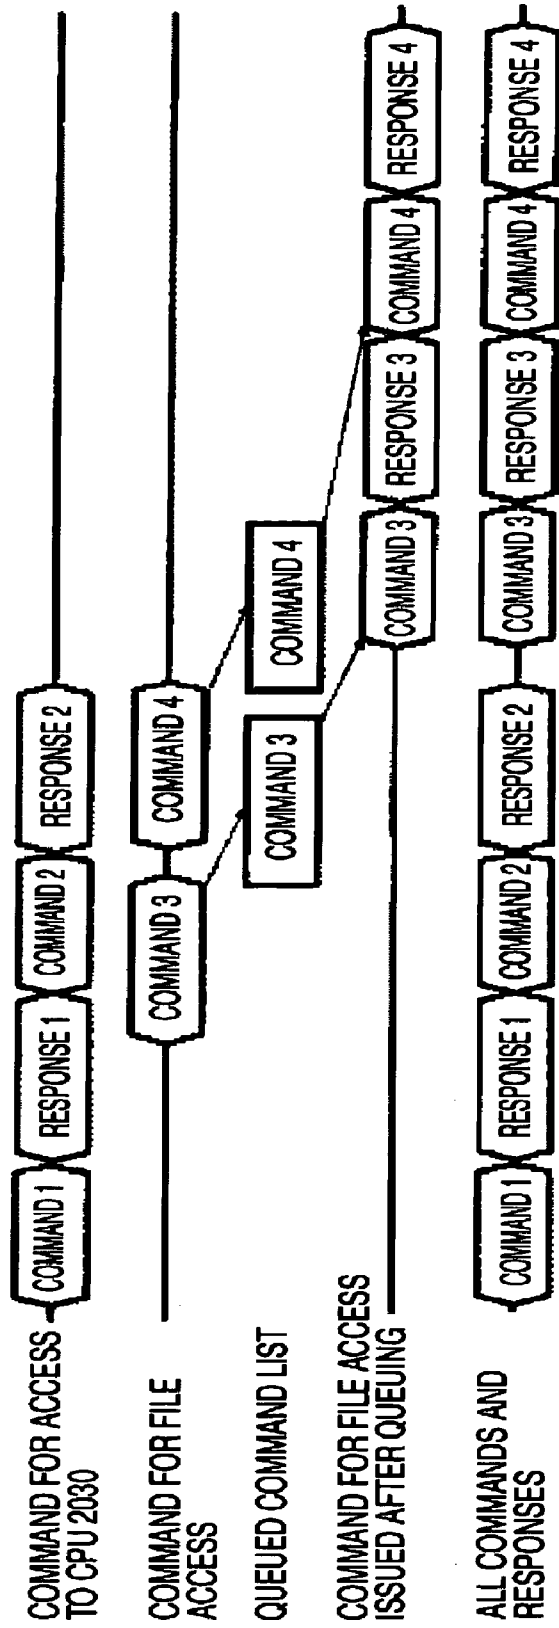 COMMAND FOR ACCESS
TO CPU 2030
COMMAND 1
RESPONSE 1
COMMAND 2
RESPONSE 2
COMMAND FOR FILE
ACCESS
COMMAND 3
COMMAND 4
QUEUED COMMAND LIST
COMMAND 3
COMMAND 4
COMMAND FOR FILE ACCESS
ISSUED AFTER QUEUING
COMMAND 3
RESPONSE 3
COMMAND 4
RESPONSE 4
ALL COMMANDS AND
RESPONSES
COMMAND 1
RESPONSE 1
COMMAND 2
RESPONSE 2
COMMAND 3
RESPONSE 3
COMMAND 4
RESPONSE 4